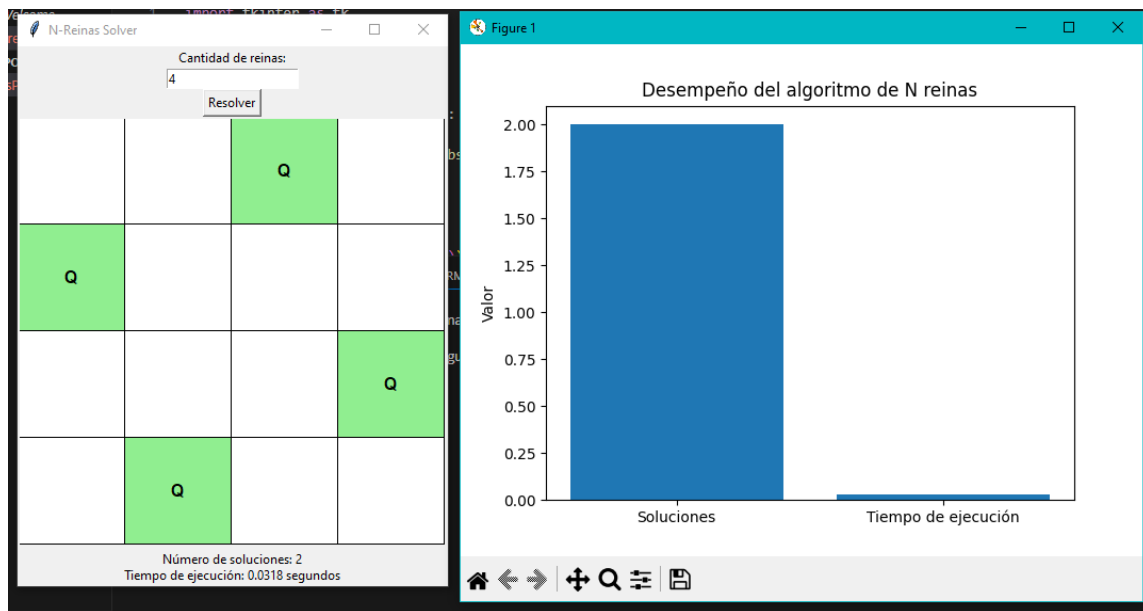 import tkinter as tk
N-Reinas Solver
Cantidad de reinas:
4
Resolver
Q
Q
Q
Q
Número de soluciones: 2
Tiempo de ejecución: 0.0318 segundos
Figure 1
Desempeño del algoritmo de N reinas
Valor
2.00
1.75
1.50
1.25
1.00
0.75
0.50
0.25
0.00
Soluciones
Tiempo de ejecución